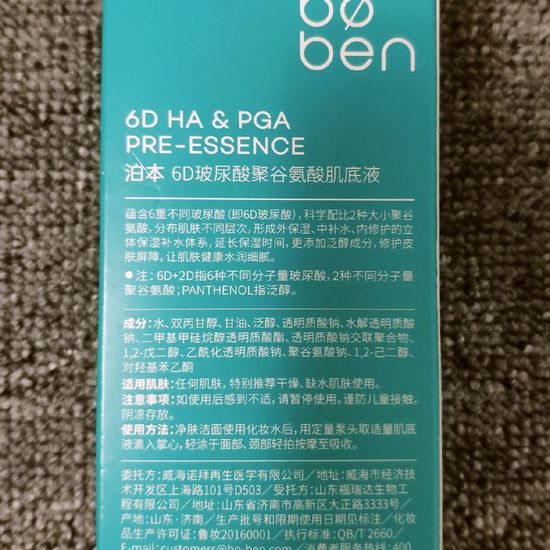 bo
ben
6D HA & PGA
PRE-ESSENCE
泊本 6D玻尿酸聚谷氨酸肌底液
蕴含6重不同玻尿酸(即6D玻尿酸),科学配比2种大小聚谷
氨酸,分布肌肤不同层次,形成外保湿、中补水、内修护的立
体保湿补水体系,延长保湿时间,更添加泛醇成分,修护皮
肤屏障,让肌肤健康水润细腻。
注:6D+2D指6种不同分子量玻尿酸,2种不同分子量
聚谷氨酸;PANTHENOL指泛醇。
成分:水、双丙甘醇、甘油、泛醇、透明质酸钠、水解透明质酸
钠、二甲基甲硅烷醇透明质酸酯、透明质酸钠交联聚合物、
1,2-戊二醇、乙酰化透明质酸钠、聚谷氨酸钠、1,2-己二醇、
对羟基苯乙酮
适用肌肤:任何肌肤,特别推荐干燥、缺水肌肤使用。
注意事项:如使用后感到不适,请暂停使用。谨防儿童接触,
阴凉存放。
使用方法:净肤洁面使用化妆水后,用定量泵头取适量肌底
液滴入掌心,轻涂于面部、颈部轻拍按摩至吸收。
委托方:威海诺拜再生医学有限公司/地址:威海市经济技
术开发区上海路101号D503/受托方:山东福瑞达生物工
程有限公司/地址:山东省济南市高新区大正路3333号/
产地:山东·济南/生产批号和限期使用日期见标注/化妆
品生产许可证:鲁妆20160001/执行标准:QB/T 2660/
E-mail:customers@bo-ben.com/消费者服务热线:400